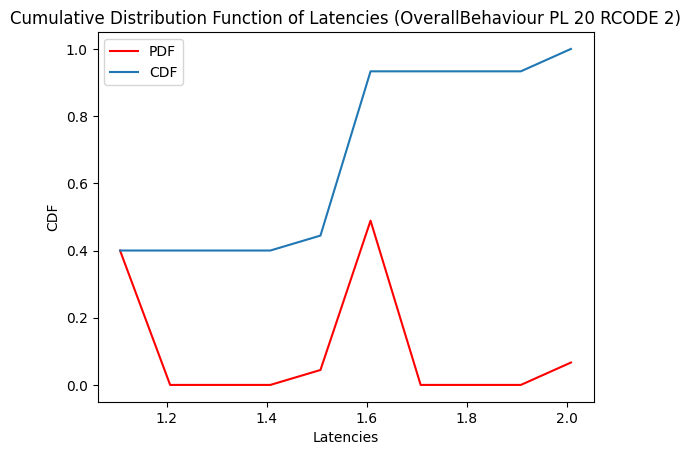 Cumulative Distribution Function of Latencies (OverallBehaviour PL 20 RCODE 2)
PDF
CDF
1.0
0.8
0.6
0.4
0.2
0.0
CDF
1.2
1.4
1.6
1.8
2.0
Latencies